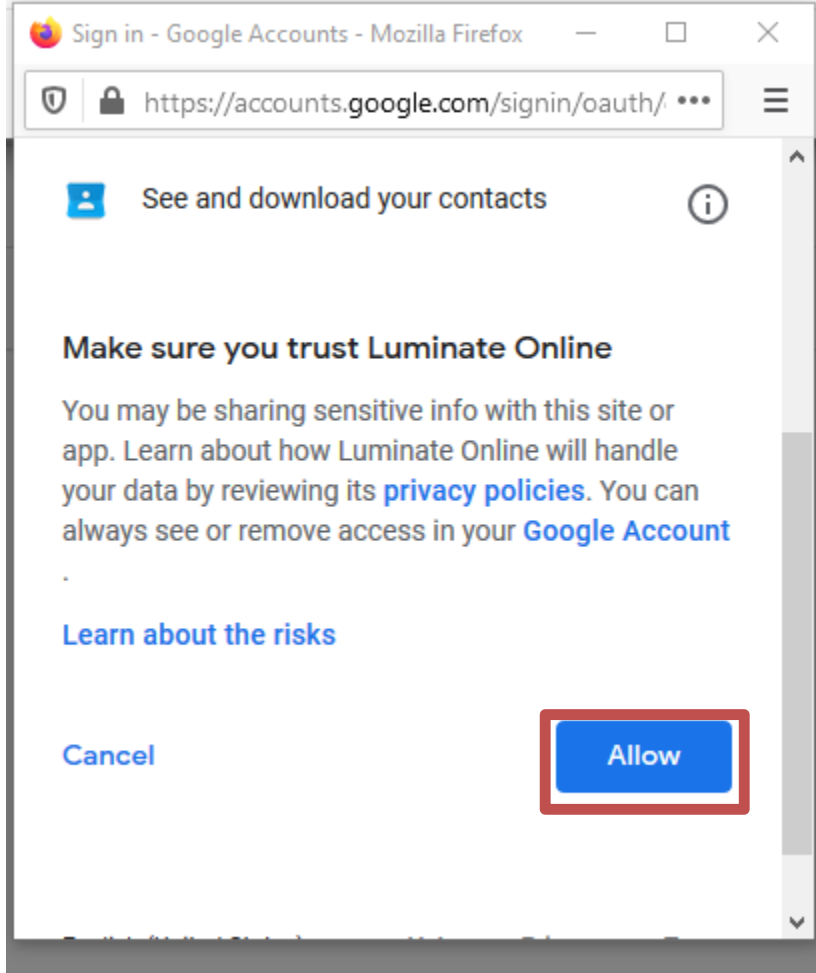 Sign in - Google Accounts - Mozilla Firefox
https://accounts.google.com/signin/oauth/
See and download your contacts
Make sure you trust Luminate Online
You may be sharing sensitive info with this site or
app. Learn about how Luminate Online will handle
your data by reviewing its privacy policies. You can
always see or remove access in your Google Account
.
Learn about the risks
Cancel
Allow